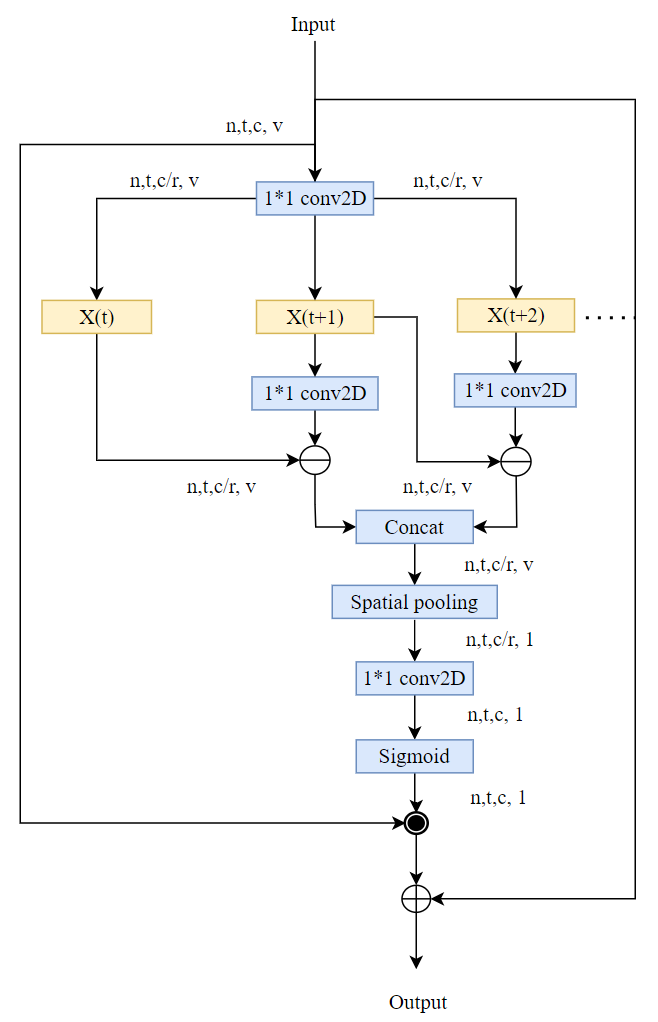 Input
n,t,c, v
n,t,c/r, v
n,t,c/r, v
1*1 conv2D
X(t)
X(t+1)
X(t+2)
1*1 conv2D
1*1 conv2D
n,t,c/r, v
n,t,c/r, v
Concat
n,t,c/r, v
Spatial pooling
n,t,c/r, 1
1*1 conv2D
n,t,c, 1
Sigmoid
n,t,c, 1
Output